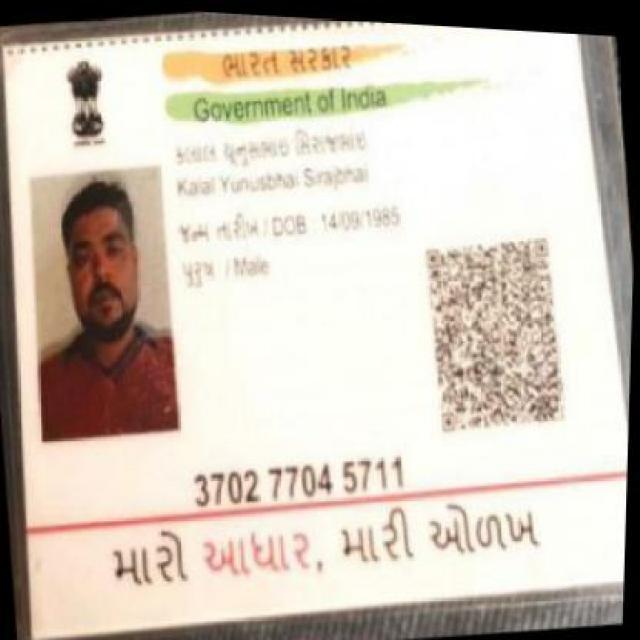 ભારત સરકાર
Government of India
કલાલ યુનુસભાઇ સિરાજભાઇ
Kalal Yunusbhai Sirajbhai
જન્મ તારીખ / DOB : 14/09/1985
પુરુષ / Male
3702 7704 5711
મારો આધાર, મારી ઓળખ